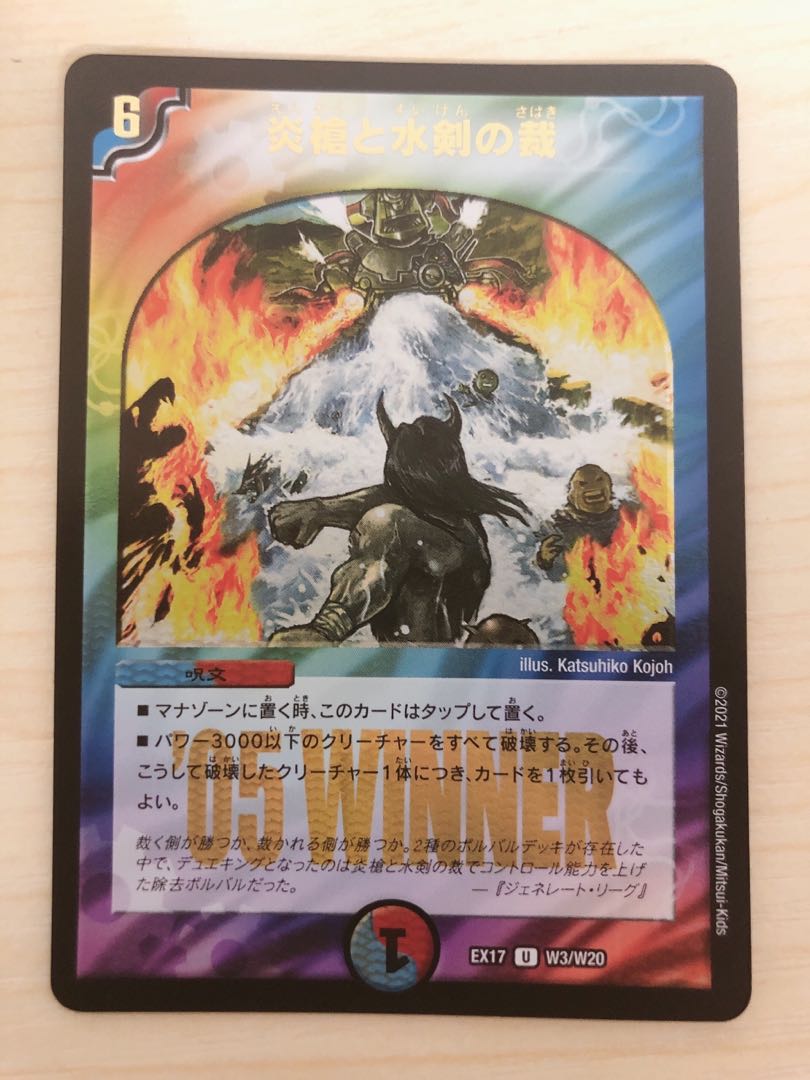 6
炎槍と水剣の裁
すいけん さばき
illus. Katsuhiko Kojoh
呪文
■ マナゾーンに置く時、このカードはタップして置く。
■ パワー3000以下のクリーチャーをすべて破壊する。その後、
こうして破壊したクリーチャー1体につき、カードを1枚引いても
よい。
'05 WINNER
裁く側が勝つか、裁かれる側が勝つか。2種のボルバルデッキが存在した
中で、デュエキングとなったのは炎槍と水剣の裁でコントロール能力を上げ
た除去ボルバルだった。 ―『ジェネレート・リーグ』
1
EX17 U W3/W20
©2021 Wizards/Shogakukan/Mitsui-Kids